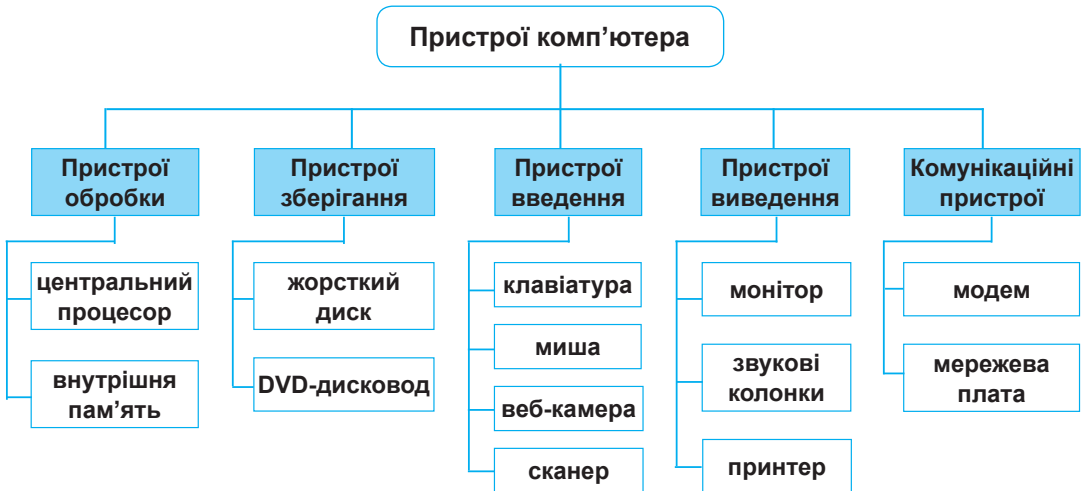 Пристрої комп’ютера
Пристрої
обробки
центральний
процесор
внутрішня
пам’ять
Пристрої
зберігання
жорсткий
диск
DVD-дисковод
Пристрої
введення
клавіатура
миша
веб-камера
сканер
Пристрої
виведення
монітор
звукові
колонки
принтер
Комунікаційні
пристрої
модем
мережева
плата